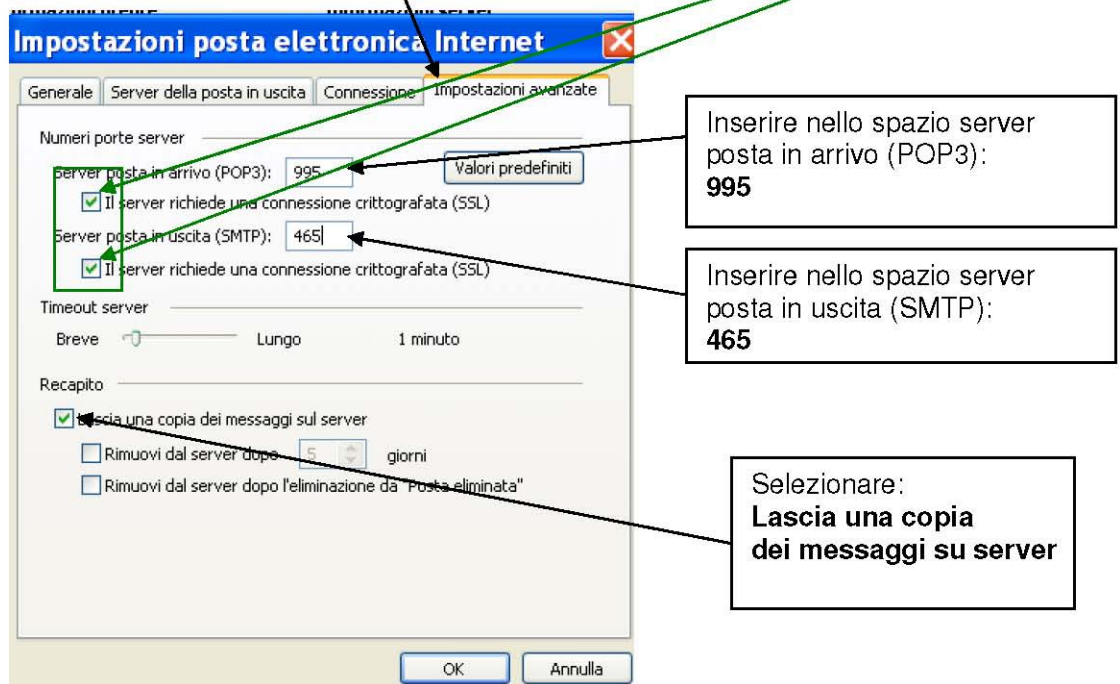 Impostazioni posta elettronica Internet
Generale Server della posta in uscita Connessione Impostazioni avanzate
Numeri porte server
Server posta in arrivo (POP3): 995 Valori predefiniti
Il server richiede una connessione crittografata (SSL)
Server posta in uscita (SMTP): 465
Il server richiede una connessione crittografata (SSL)
Timeout server
Breve Lungo 1 minuto
Recapito
Lascia una copia dei messaggi sul server
Rimuovi dal server dopo 5 giorni
Rimuovi dal server dopo l'eliminazione da "Posta eliminata"
OK Annulla
Inserire nello spazio server
posta in arrivo (POP3):
995
Inserire nello spazio server
posta in uscita (SMTP):
465
Selezionare:
Lascia una copia
dei messaggi su server